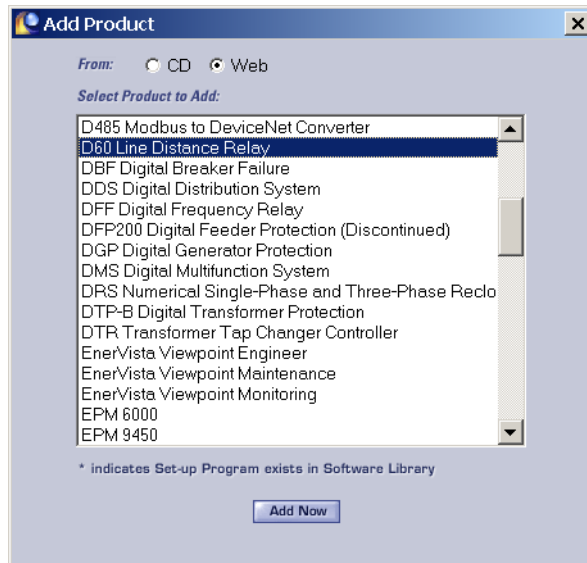 Add Product
From: CD Web
Select Product to Add:
D485 Modbus to DeviceNet Converter
D60 Line Distance Relay
DBF Digital Breaker Failure
DDS Digital Distribution System
DFF Digital Frequency Relay
DFP200 Digital Feeder Protection (Discontinued)
DGP Digital Generator Protection
DMS Digital Multifunction System
DRS Numerical Single-Phase and Three-Phase Reclo
DTP-B Digital Transformer Protection
DTR Transformer Tap Changer Controller
EnerVista Viewpoint Engineer
EnerVista Viewpoint Maintenance
EnerVista Viewpoint Monitoring
EPM 6000
EPM 9450
* indicates Set-up Program exists in Software Library
Add Now